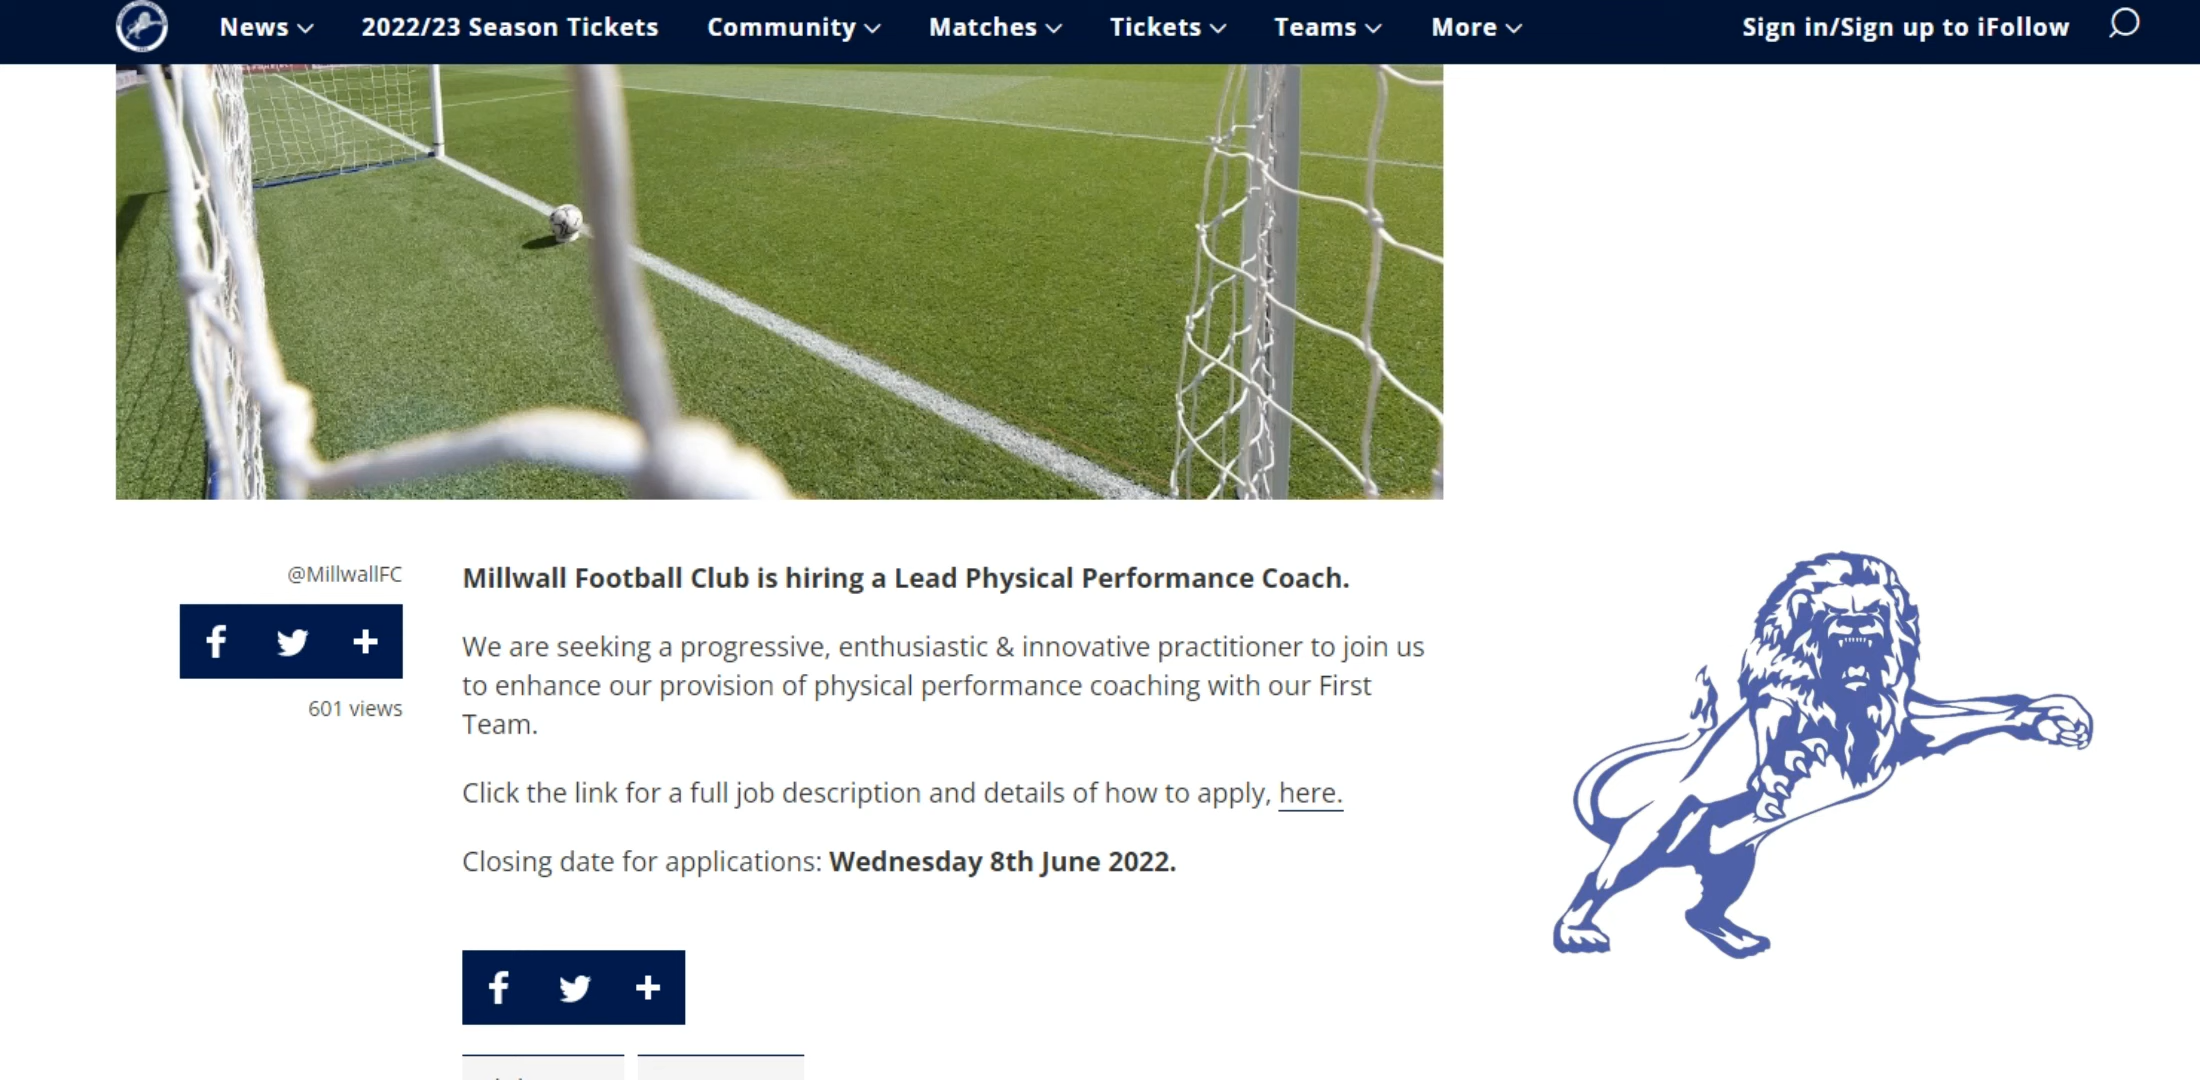 News
2022/23 Season Tickets
Community
Matches
Tickets
Teams
More
Sign in/Sign up to iFollow
@MillwallFC
601 views
Millwall Football Club is hiring a Lead Physical Performance Coach.
We are seeking a progressive, enthusiastic & innovative practitioner to join us
to enhance our provision of physical performance coaching with our First
Team.
Click the link for a full job description and details of how to apply, here.
Closing date for applications: Wednesday 8th June 2022.